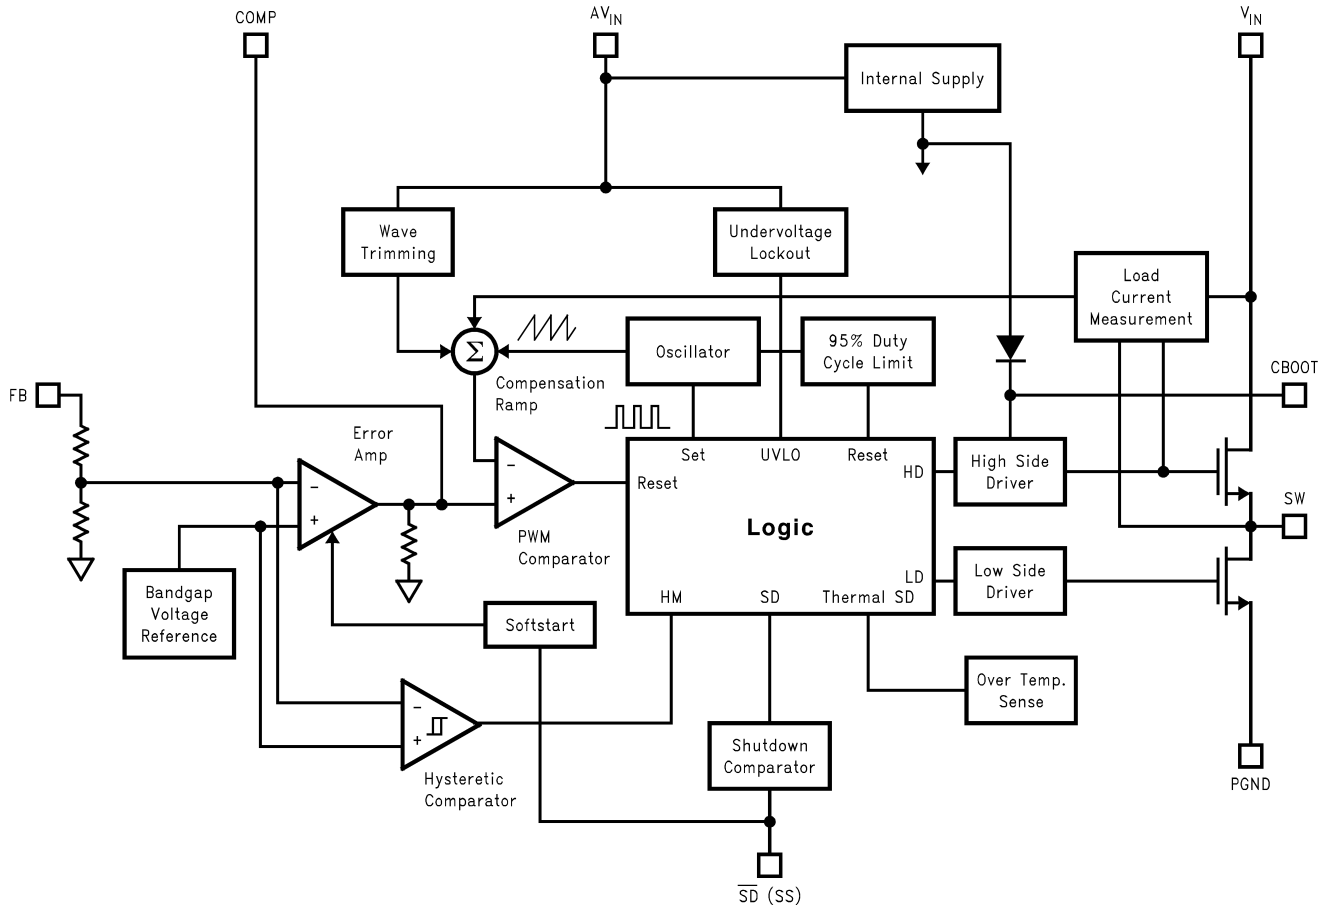 COMP
AVIN
VIN
Internal Supply
Wave
Trimming
Undervoltage
Lockout
Load
Current
Measurement
Σ
Oscillator
95% Duty
Cycle Limit
Compensation
Ramp
CBOOT
FB
Error
Amp
−
+
−
+
PWM
Comparator
Set
UVLO
Reset
Reset
HD
Logic
LD
HM
SD
Thermal SD
High Side
Driver
SW
Low Side
Driver
Bandgap
Voltage
Reference
Softstart
Over Temp.
Sense
−
+
Hysteretic
Comparator
Shutdown
Comparator
PGND
S̅D̅ (SS)